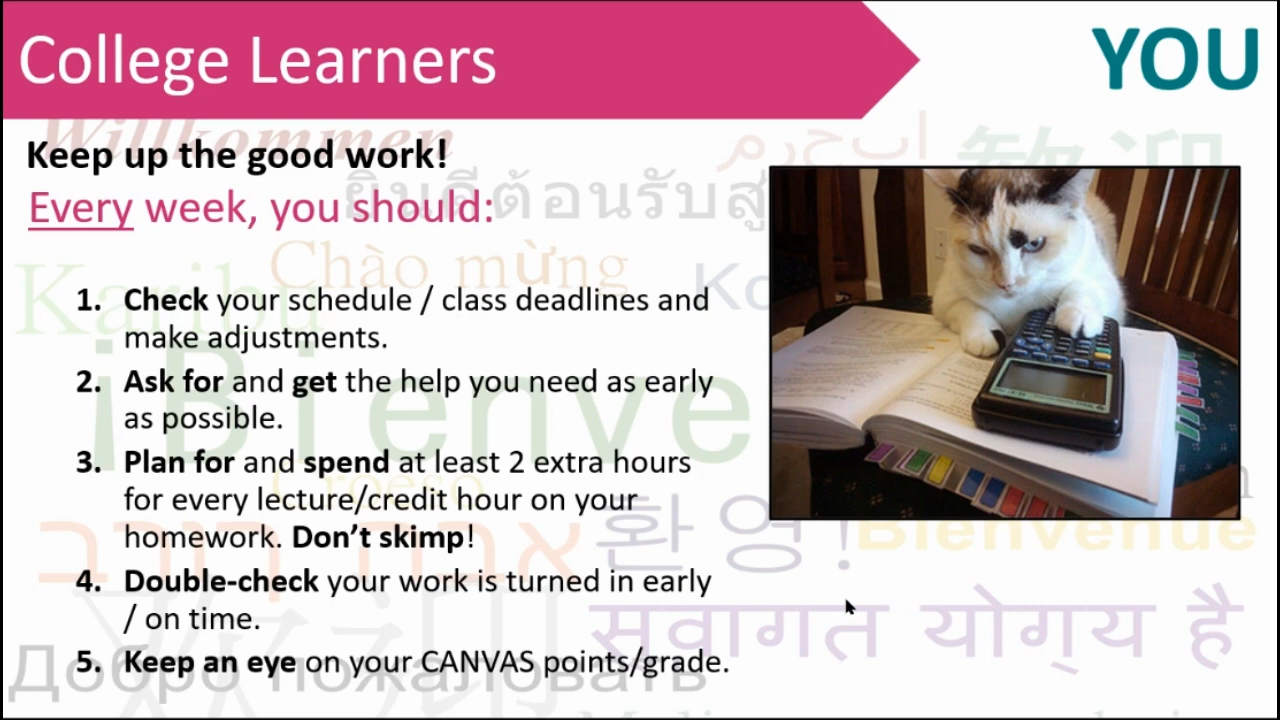 College Learners
YOU
Willkommen
Keep up the good work!
ยินดีต้อนรับสู่
Every week, you should:
Chào mừng
Karibu
1. Check your schedule / class deadlines and
make adjustments.
2. Ask for and get the help you need as early
as possible.
¡Bienve
3. Plan for and spend at least 2 extra hours
for every lecture/credit hour on your
homework. Don’t skimp!
환영!
Bienvenue
4. Double-check your work is turned in early
/ on time.
स्वागत योग्य है
5. Keep an eye on your CANVAS points/grade.
Добро пожаловать